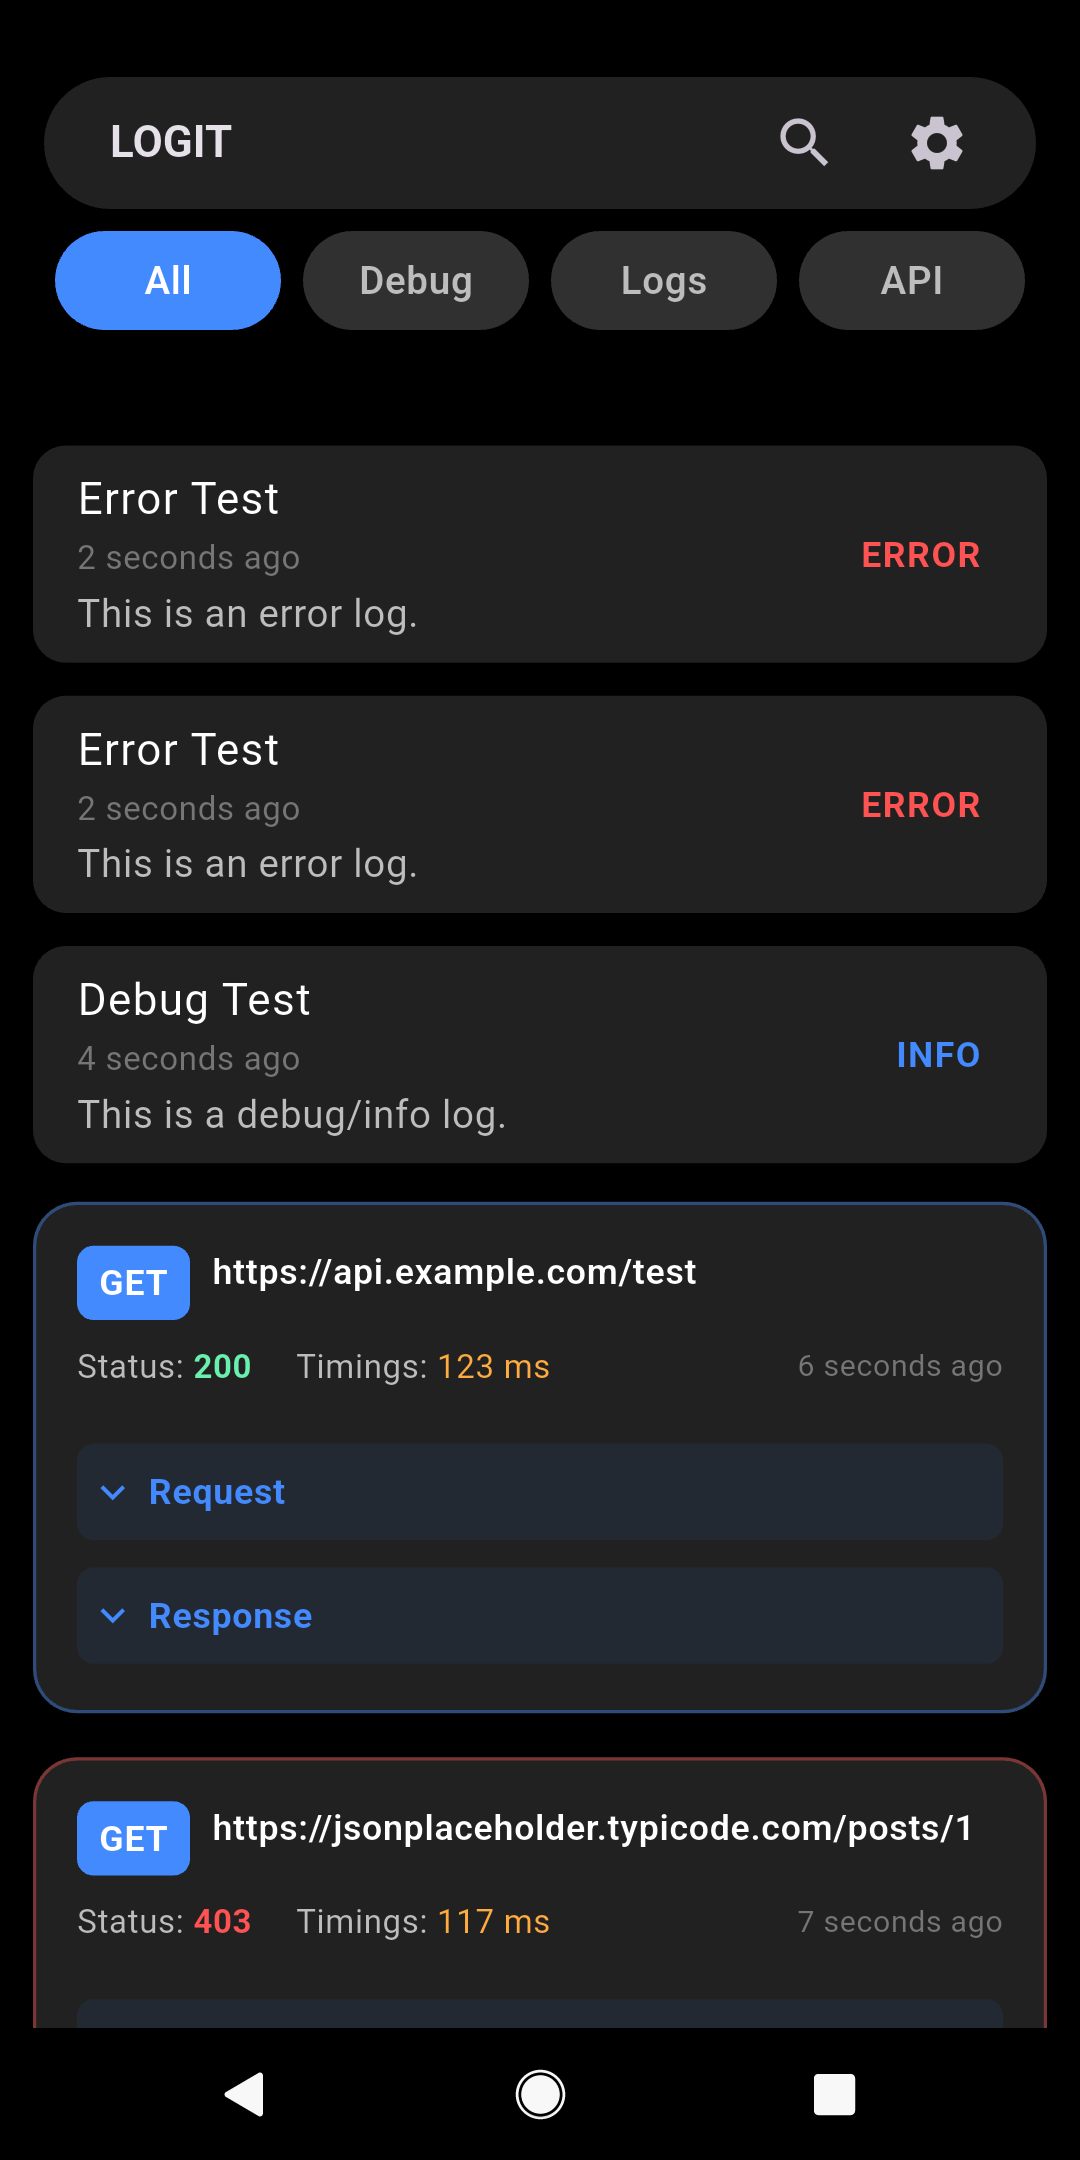 LOGIT
All Debug Logs API
Error Test
2 seconds ago
ERROR
This is an error log.
Error Test
2 seconds ago
ERROR
This is an error log.
Debug Test
4 seconds ago
INFO
This is a debug/info log.
GET https://api.example.com/test
Status: 200 Timings: 123 ms 6 seconds ago
Request
Response
GET https://jsonplaceholder.typicode.com/posts/1
Status: 403 Timings: 117 ms 7 seconds ago